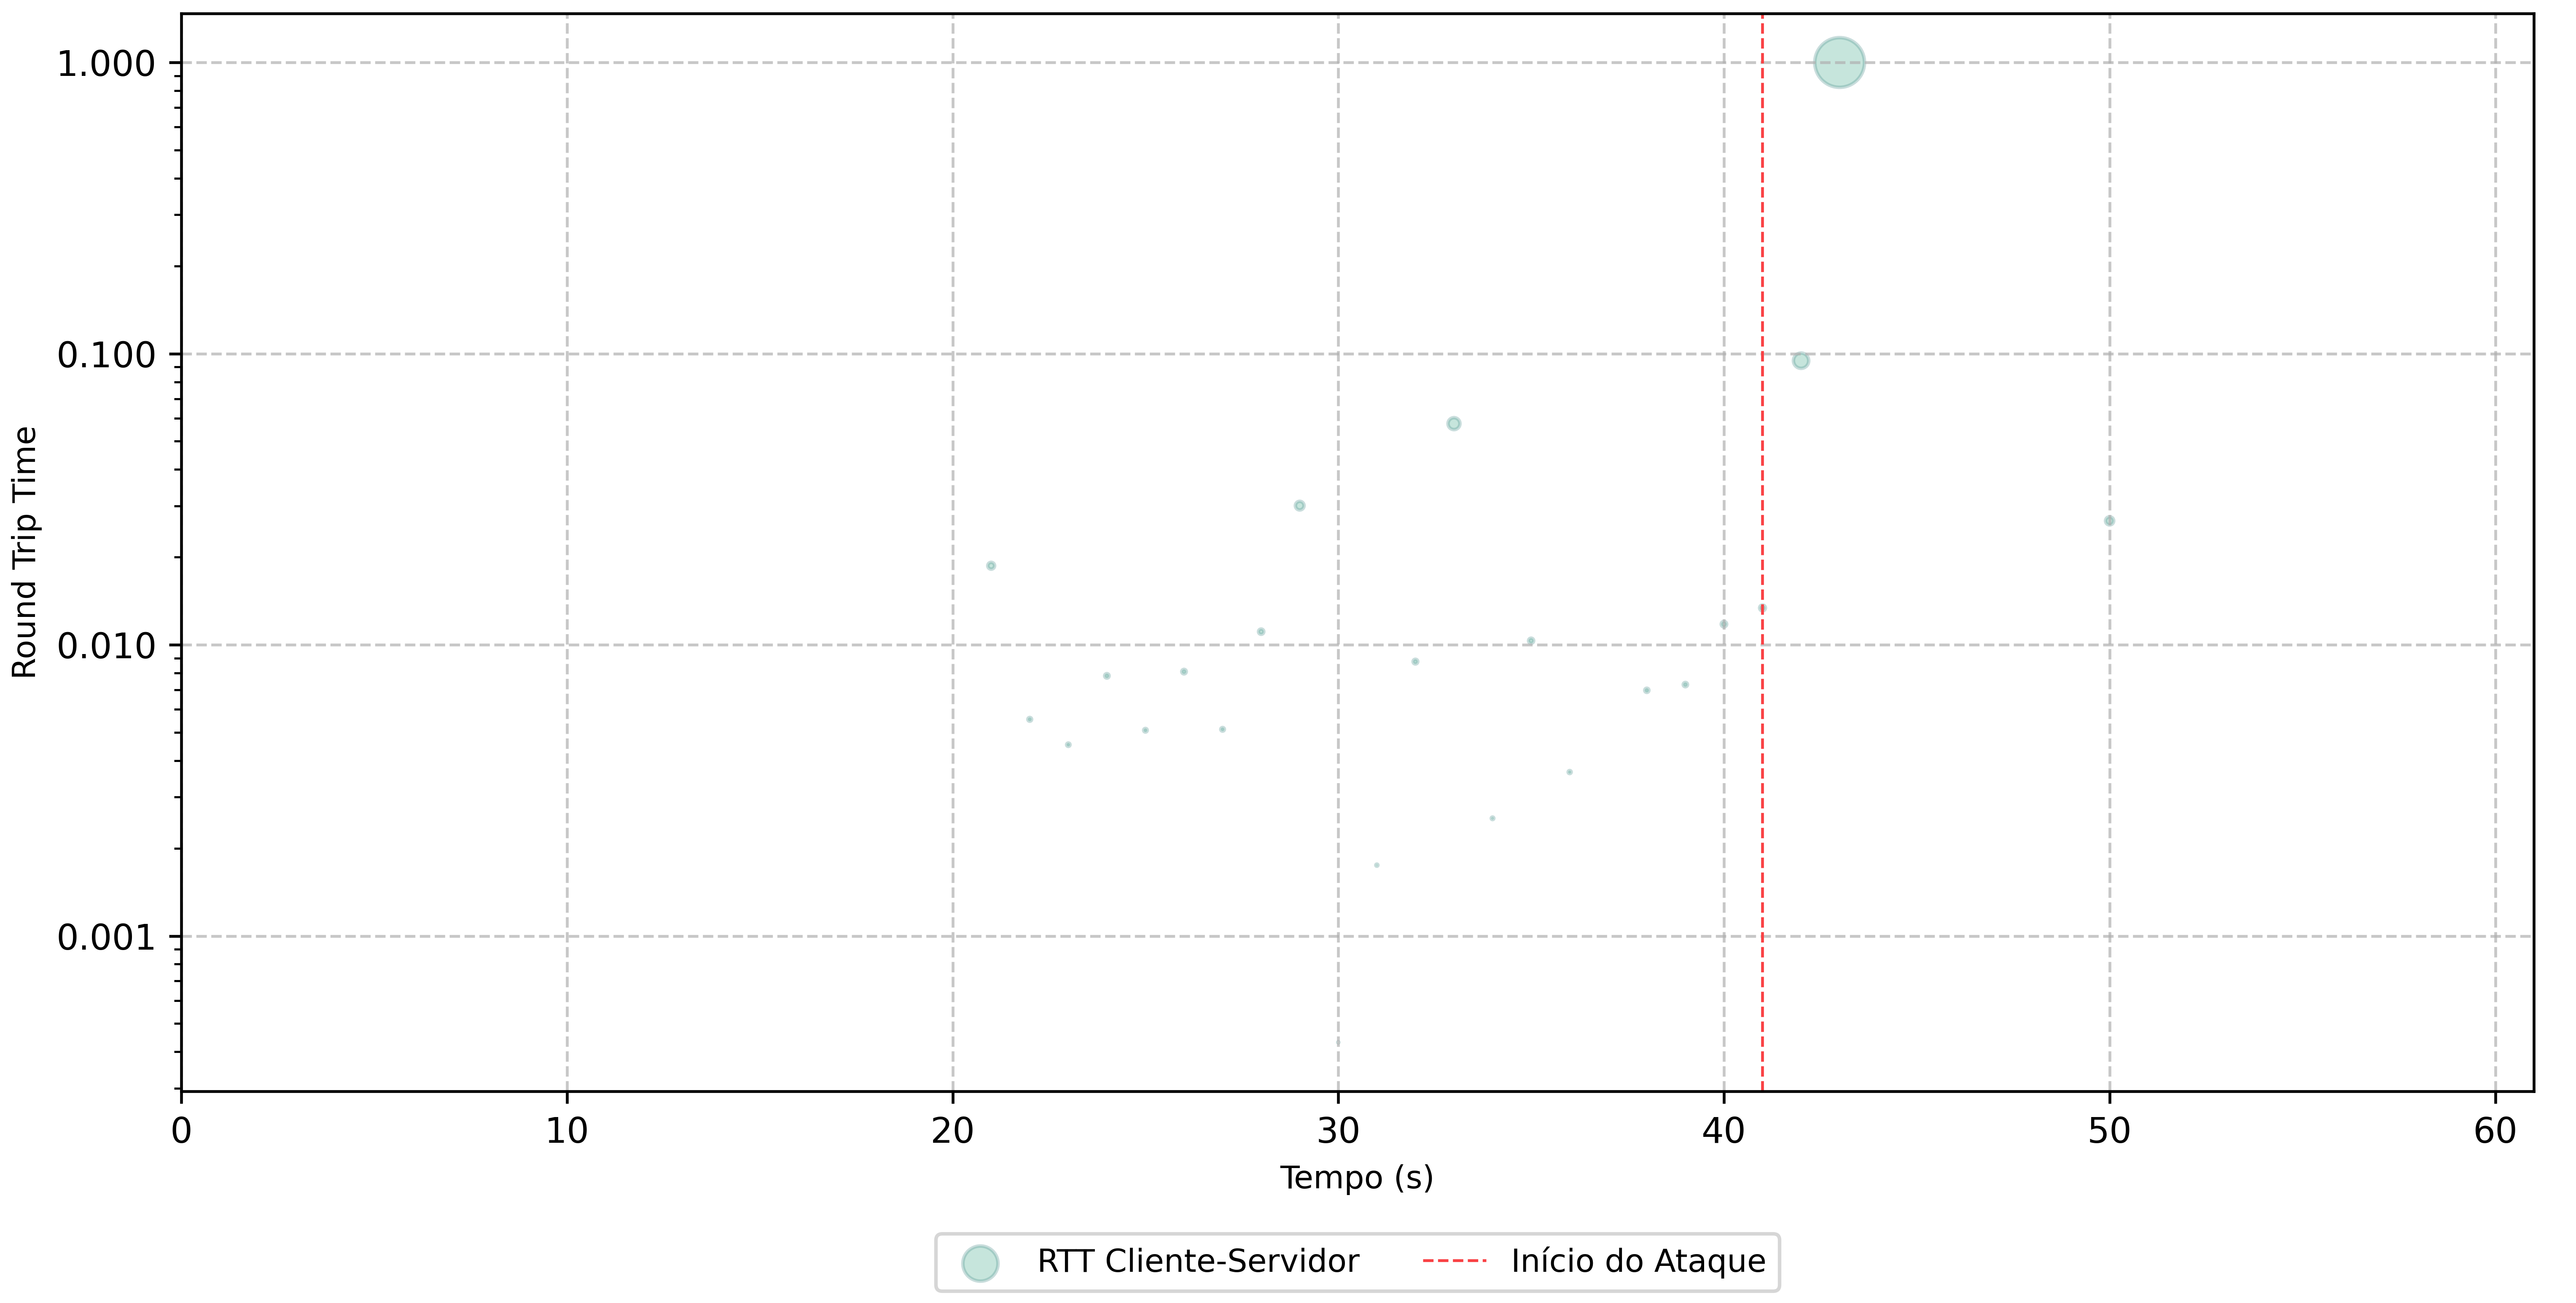 1.000
0.100
0.010
0.001
Round Trip Time
0 10 20 30 40 50 60
Tempo (s)
RTT Cliente-Servidor Início do Ataque